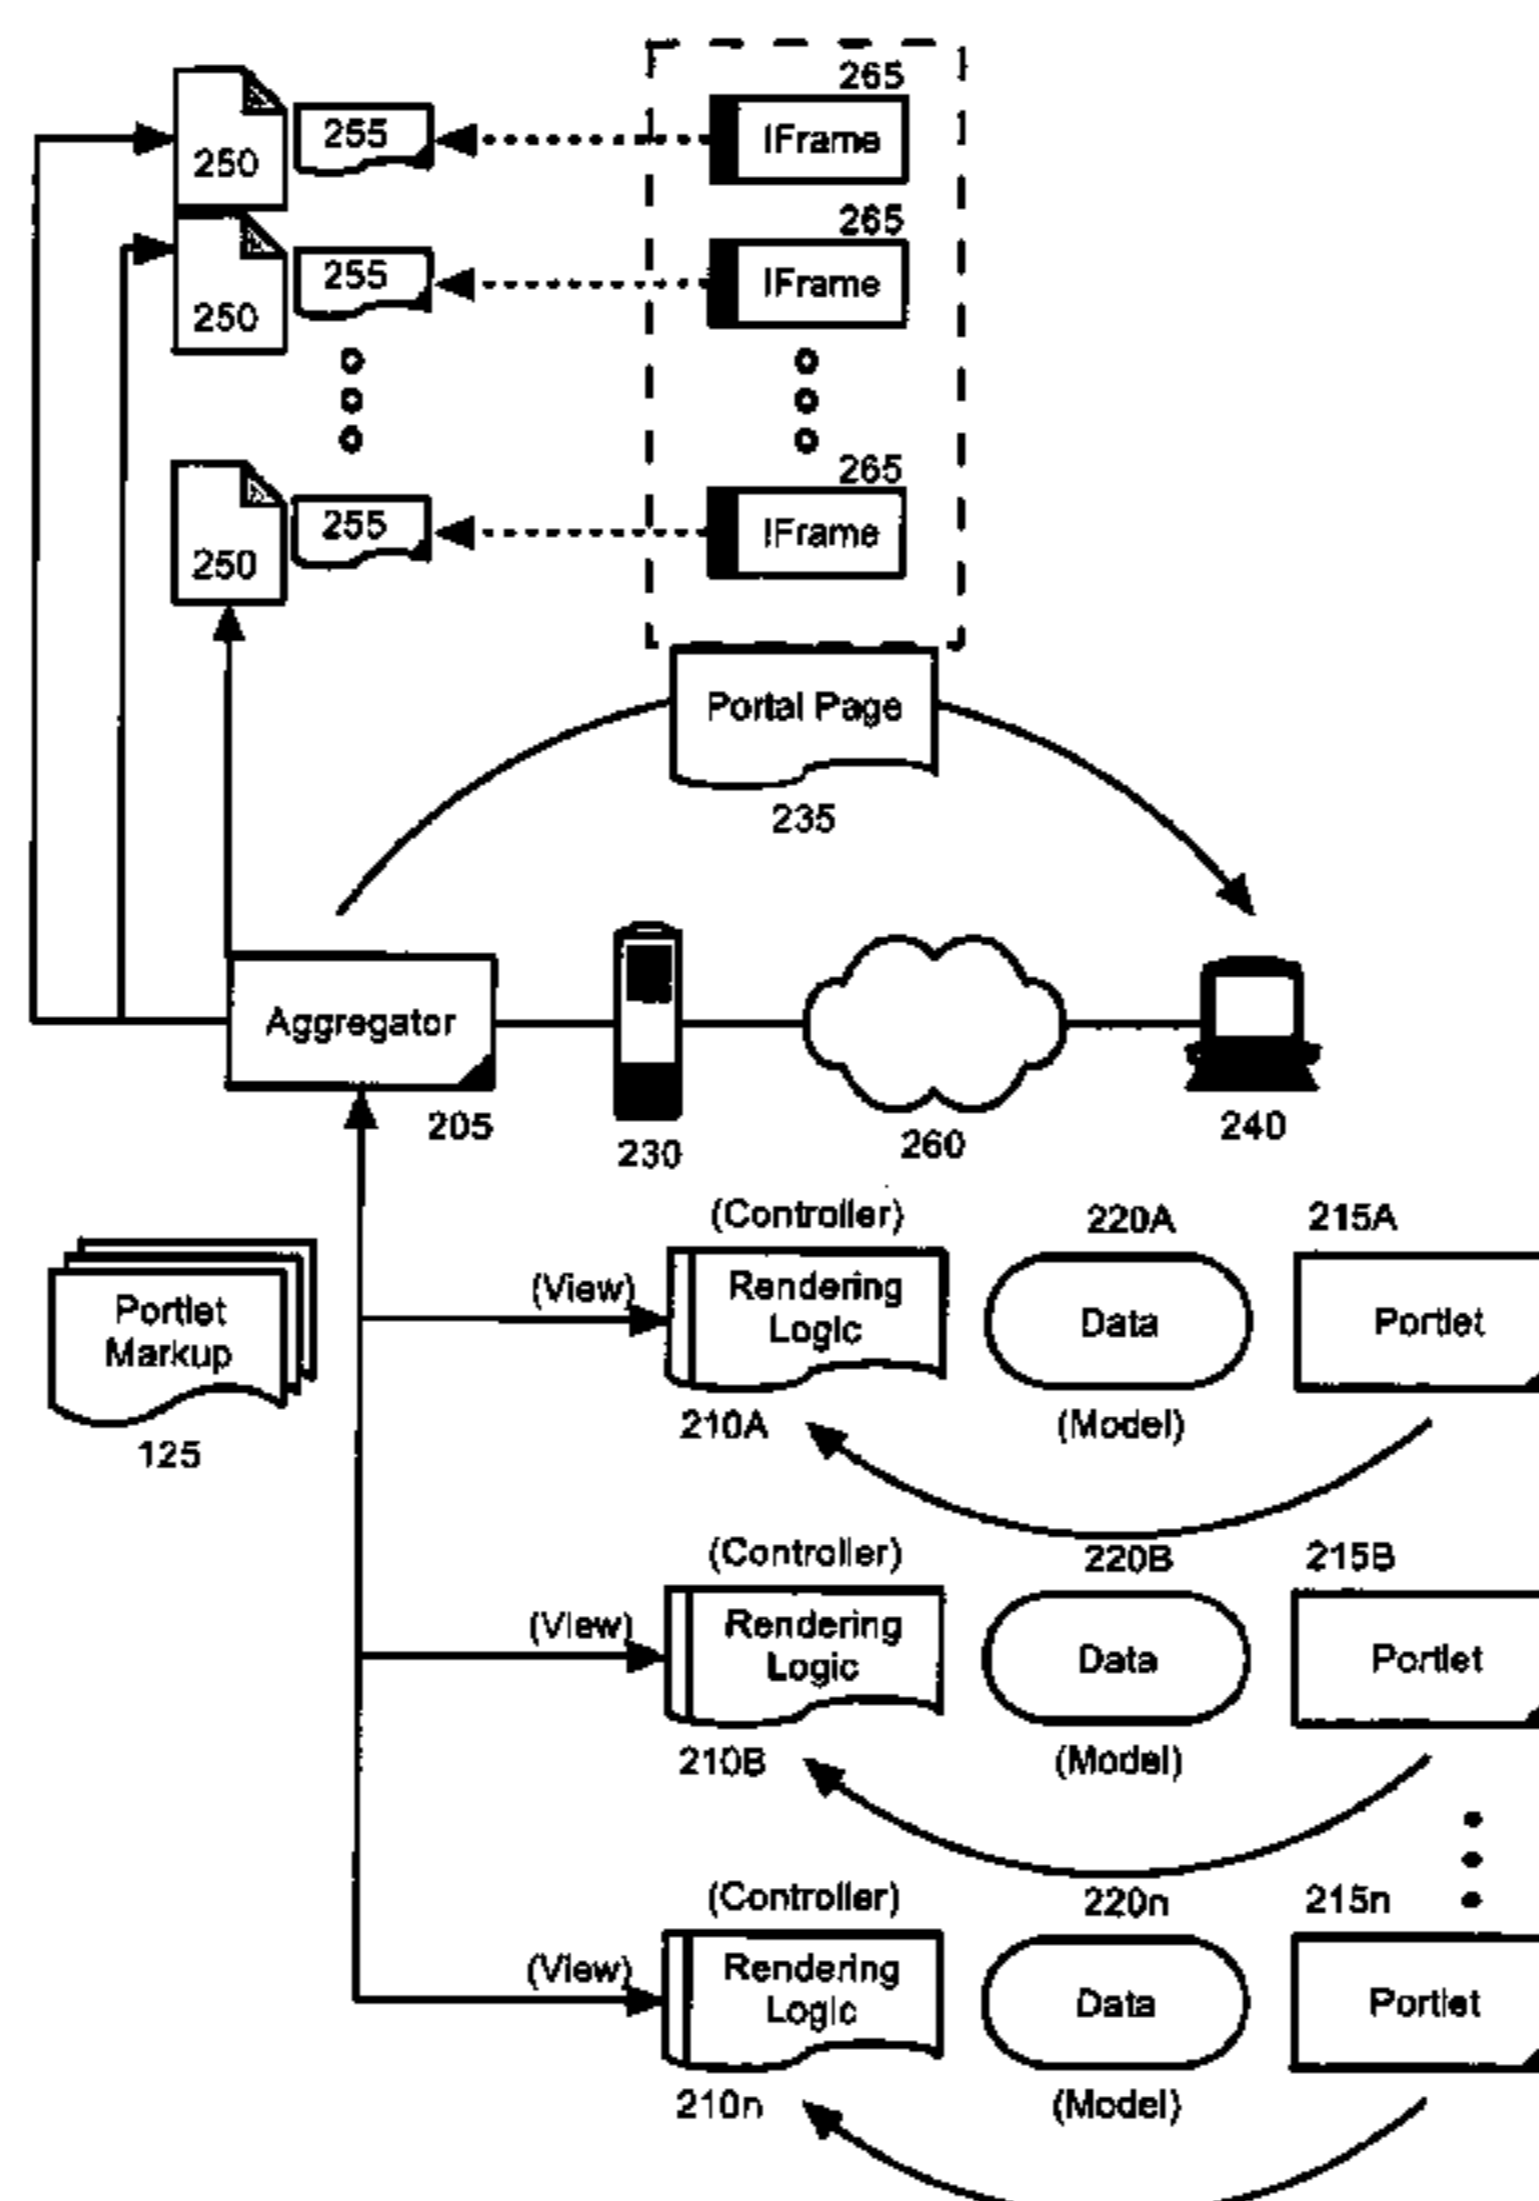 265
255
IFrame
250
265
255
IFrame
250
265
255
IFrame
250
Portal Page
235
Aggregator
205
230
260
240
(Controller)
220A
215A
(View)
Rendering
Logic
Data
Portlet
Portlet
Markup
125
210A
(Model)
(Controller)
220B
215B
(View)
Rendering
Logic
Data
Portlet
210B
(Model)
(Controller)
220n
215n
(View)
Rendering
Logic
Data
Portlet
210n
(Model)